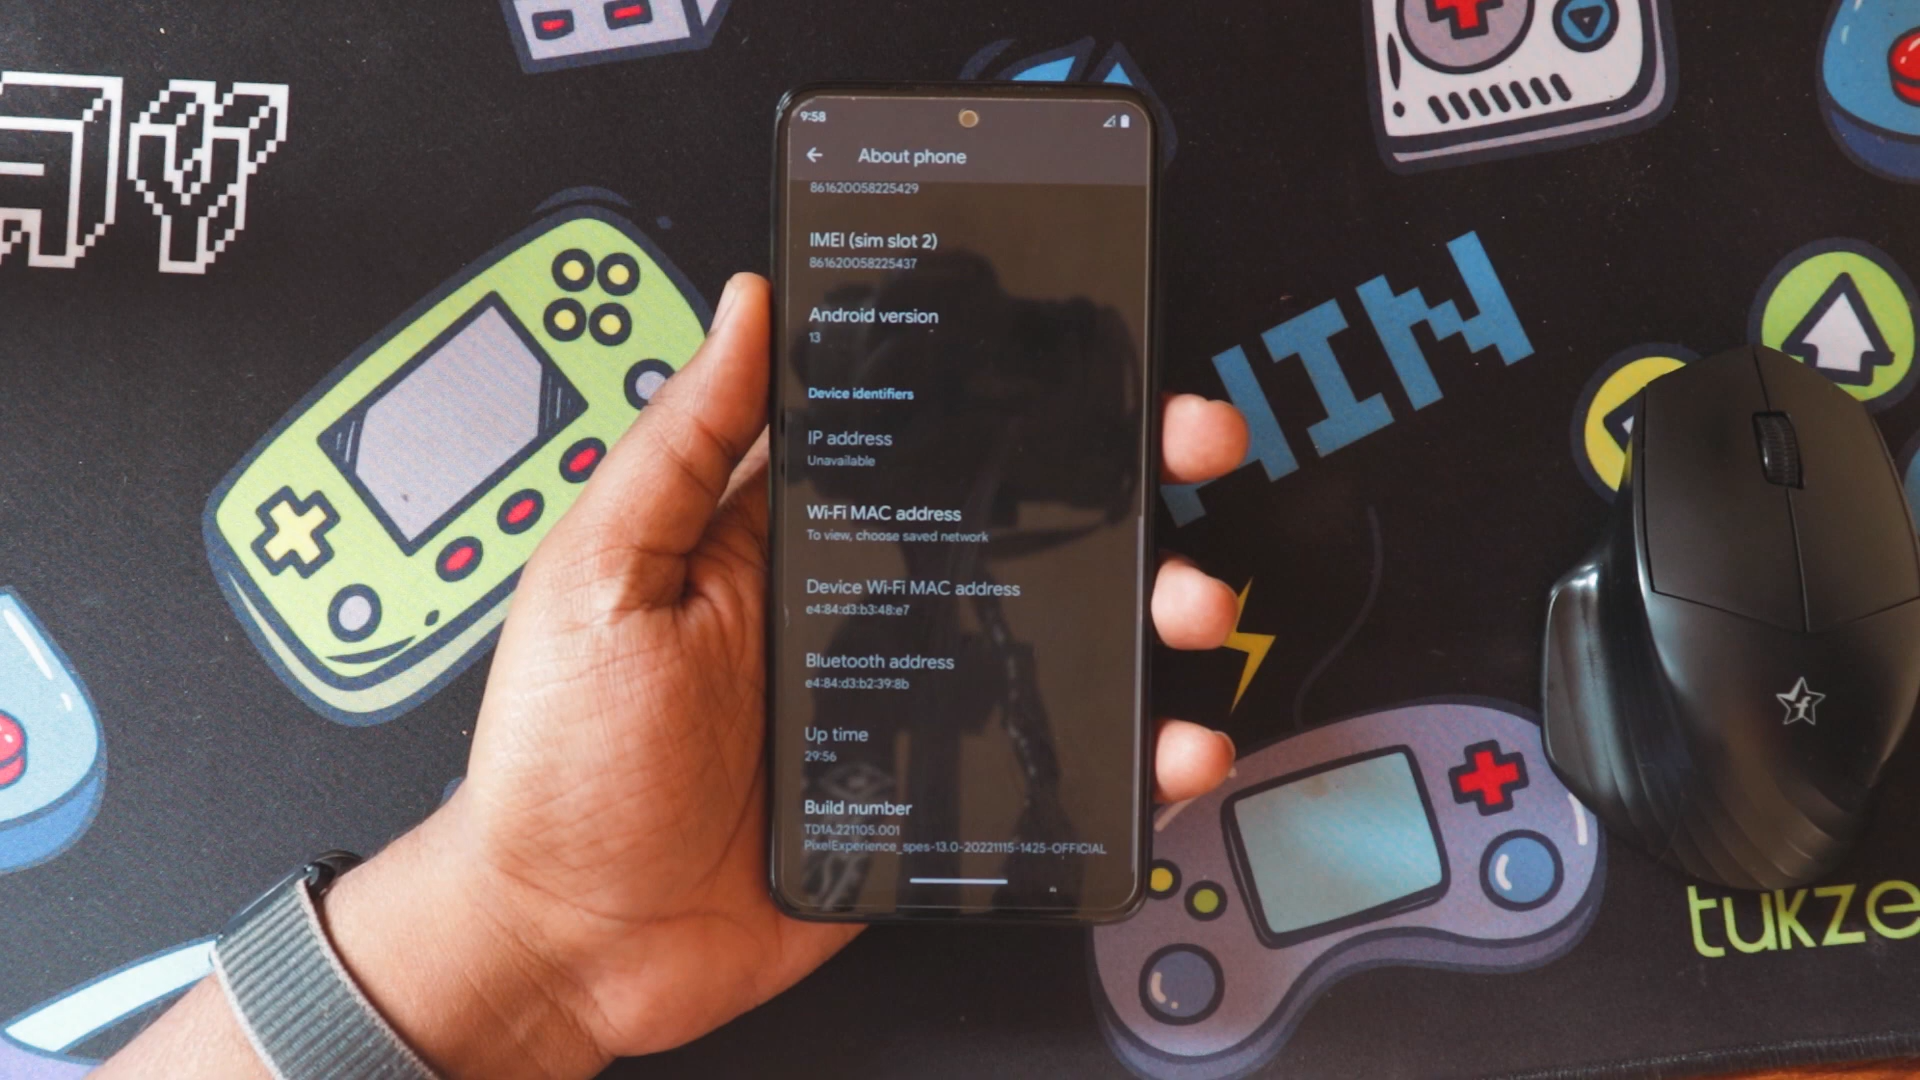 9:58
About phone
861620058225429
IMEI (sim slot 2)
861620058225437
Android version
13
Device identifiers
IP address
Unavailable
Wi-Fi MAC address
To view, choose saved network
Device Wi-Fi MAC address
e4:84:d3:b3:48:e7
Bluetooth address
e4:84:d3:b2:39:8b
Up time
29:56
Build number
TD1A.221105.001
PixelExperience_spes-13.0-20221115-1425-OFFICIAL
AY
WIN
f
tukze